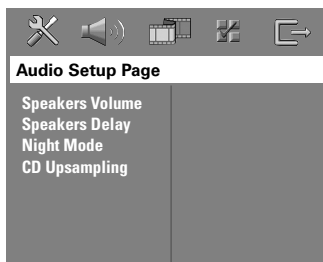 Audio Setup Page
Speakers Volume
Speakers Delay
Night Mode
CD Upsampling